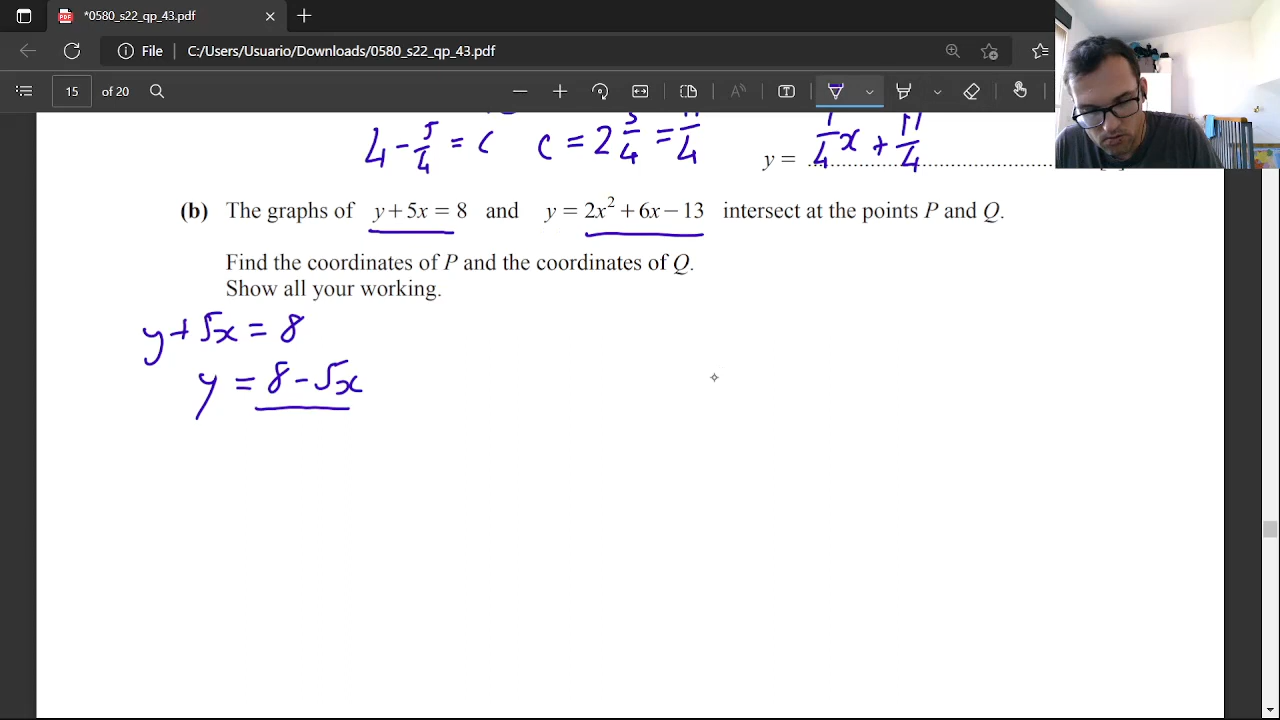 *0580_s22_qp_43.pdf
File C:/Users/Usuario/Downloads/0580_s22_qp_43.pdf
15 of 20
4 - 5/4 = c c = 2 3/4 = 11/4 y = 1/4 x + 11/4
(b) The graphs of y + 5x = 8 and y = 2x² + 6x − 13 intersect at the points P and Q.
Find the coordinates of P and the coordinates of Q.
Show all your working.
y + 5x = 8
y = 8 - 5x